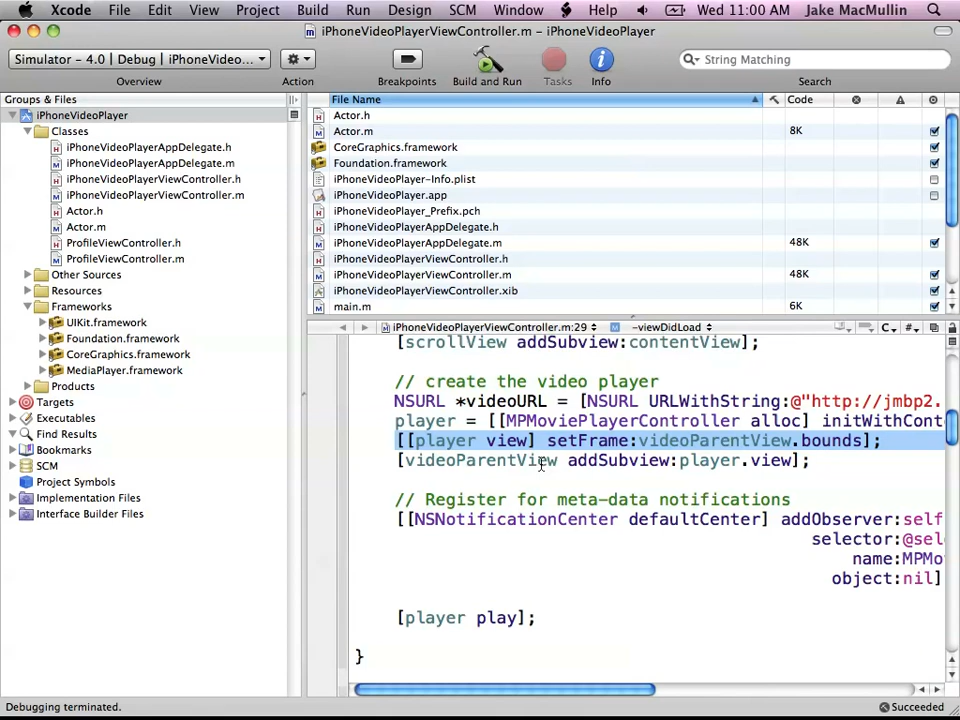 Xcode File Edit View Project Build Run Design SCM Window Help Wed 11:00 AM Jake MacMullin
iPhoneVideoPlayerViewController.m - iPhoneVideoPlayer
Simulator - 4.0 | Debug | iPhoneVideo... String Matching
Overview Action Breakpoints Build and Run Tasks Info Search
Groups & Files File Name Code
iPhoneVideoPlayer
Classes
iPhoneVideoPlayerAppDelegate.h
iPhoneVideoPlayerAppDelegate.m
iPhoneVideoPlayerViewController.h
iPhoneVideoPlayerViewController.m
Actor.h
Actor.m
ProfileViewController.h
ProfileViewController.m
Other Sources
Resources
Frameworks
UIKit.framework
Foundation.framework
CoreGraphics.framework
MediaPlayer.framework
Products
Targets
Executables
Find Results
Bookmarks
SCM
Project Symbols
Implementation Files
Interface Builder Files
Actor.h
Actor.m 8K
CoreGraphics.framework
Foundation.framework
iPhoneVideoPlayer-Info.plist
iPhoneVideoPlayer.app
iPhoneVideoPlayer_Prefix.pch
iPhoneVideoPlayerAppDelegate.h
iPhoneVideoPlayerAppDelegate.m 48K
iPhoneVideoPlayerViewController.h
iPhoneVideoPlayerViewController.m 48K
iPhoneVideoPlayerViewController.xib
main.m 6K
iPhoneVideoPlayerViewController.m:29 -viewDidLoad C #
[scrollView addSubview:contentView];
// create the video player
NSURL *videoURL = [NSURL URLWithString:@"http://jmbp2.
player = [[MPMoviePlayerController alloc] initWithCont
[[player view] setFrame:videoParentView.bounds];
[videoParentView addSubview:player.view];
// Register for meta-data notifications
[[NSNotificationCenter defaultCenter] addObserver:self
selector:@sel
name:MPMo
object:nil]
[player play];
}
Debugging terminated. Succeeded